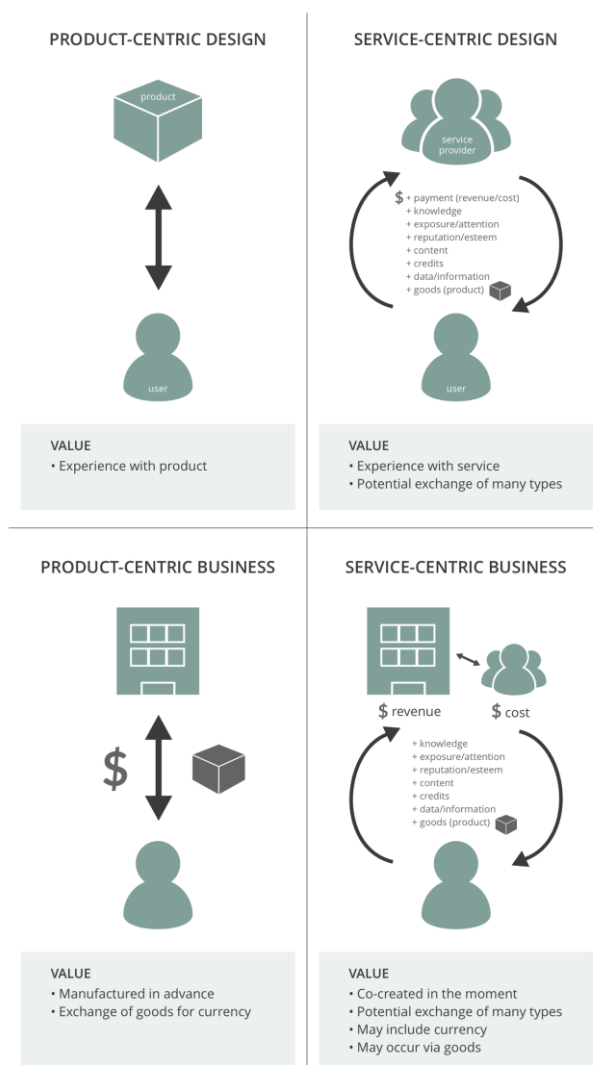 PRODUCT-CENTRIC DESIGN
product
user
VALUE
• Experience with product
SERVICE-CENTRIC DESIGN
service
provider
$ + payment (revenue/cost)
+ knowledge
+ exposure/attention
+ reputation/esteem
+ content
+ credits
+ data/information
+ goods (product)
user
VALUE
• Experience with service
• Potential exchange of many types
PRODUCT-CENTRIC BUSINESS
$
VALUE
• Manufactured in advance
• Exchange of goods for currency
SERVICE-CENTRIC BUSINESS
$ revenue
$ cost
+ knowledge
+ exposure/attention
+ reputation/esteem
+ content
+ credits
+ data/information
+ goods (product)
VALUE
• Co-created in the moment
• Potential exchange of many types
• May include currency
• May occur via goods